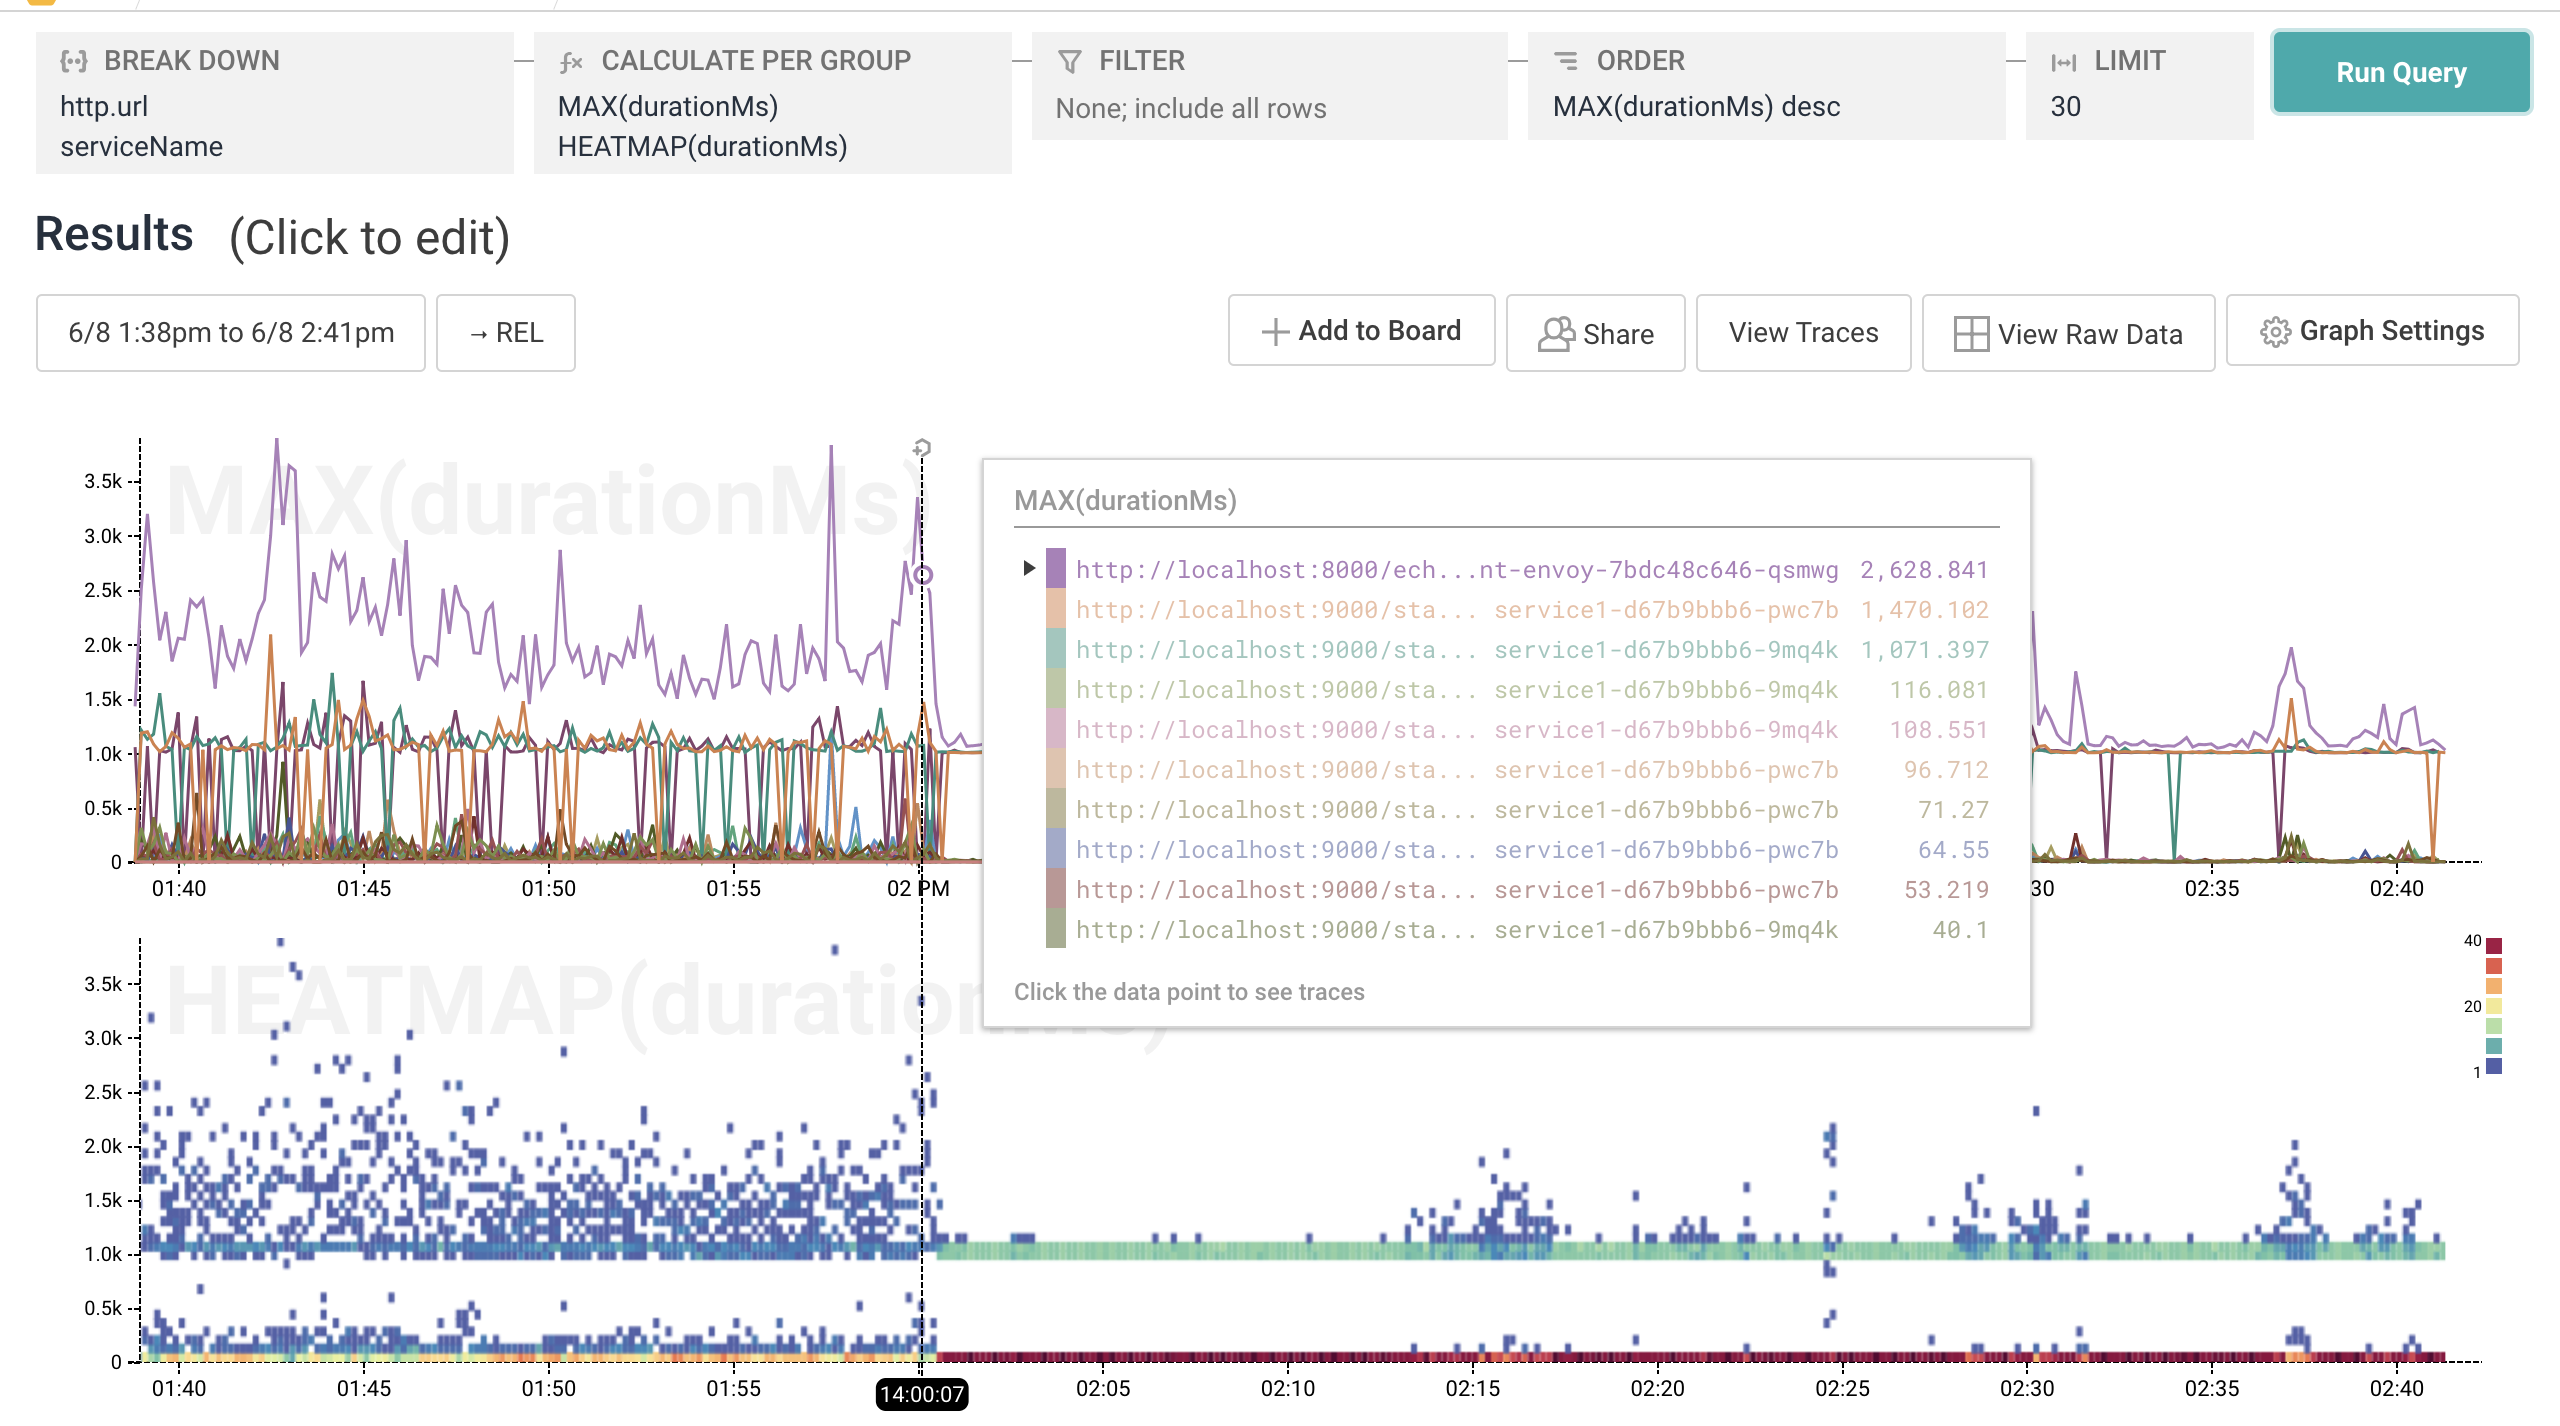 BREAK DOWN
http.url
serviceName
CALCULATE PER GROUP
MAX(durationMs)
HEATMAP(durationMs)
FILTER
None; include all rows
ORDER
MAX(durationMs) desc
LIMIT
30
Run Query
Results (Click to edit)
6/8 1:38pm to 6/8 2:41pm
→ REL
Add to Board
Share
View Traces
View Raw Data
Graph Settings
MAX(durationMs)
3.5k
3.0k
2.5k
2.0k
1.5k
1.0k
0.5k
0
01:40 01:45 01:50 01:55 02 PM 30 02:35 02:40
MAX(durationMs)
http://localhost:8000/ech...nt-envoy-7bdc48c646-qsmwg 2,628.841
http://localhost:9000/sta... service1-d67b9bbb6-pwc7b 1,470.102
http://localhost:9000/sta... service1-d67b9bbb6-9mq4k 1,071.397
http://localhost:9000/sta... service1-d67b9bbb6-9mq4k 116.081
http://localhost:9000/sta... service1-d67b9bbb6-9mq4k 108.551
http://localhost:9000/sta... service1-d67b9bbb6-pwc7b 96.712
http://localhost:9000/sta... service1-d67b9bbb6-pwc7b 71.27
http://localhost:9000/sta... service1-d67b9bbb6-pwc7b 64.55
http://localhost:9000/sta... service1-d67b9bbb6-pwc7b 53.219
http://localhost:9000/sta... service1-d67b9bbb6-9mq4k 40.1
Click the data point to see traces
HEATMAP(durationMs)
3.5k
3.0k
2.5k
2.0k
1.5k
1.0k
0.5k
0
40
20
1
01:40 01:45 01:50 01:55 14:00:07 02:05 02:10 02:15 02:20 02:25 02:30 02:35 02:40